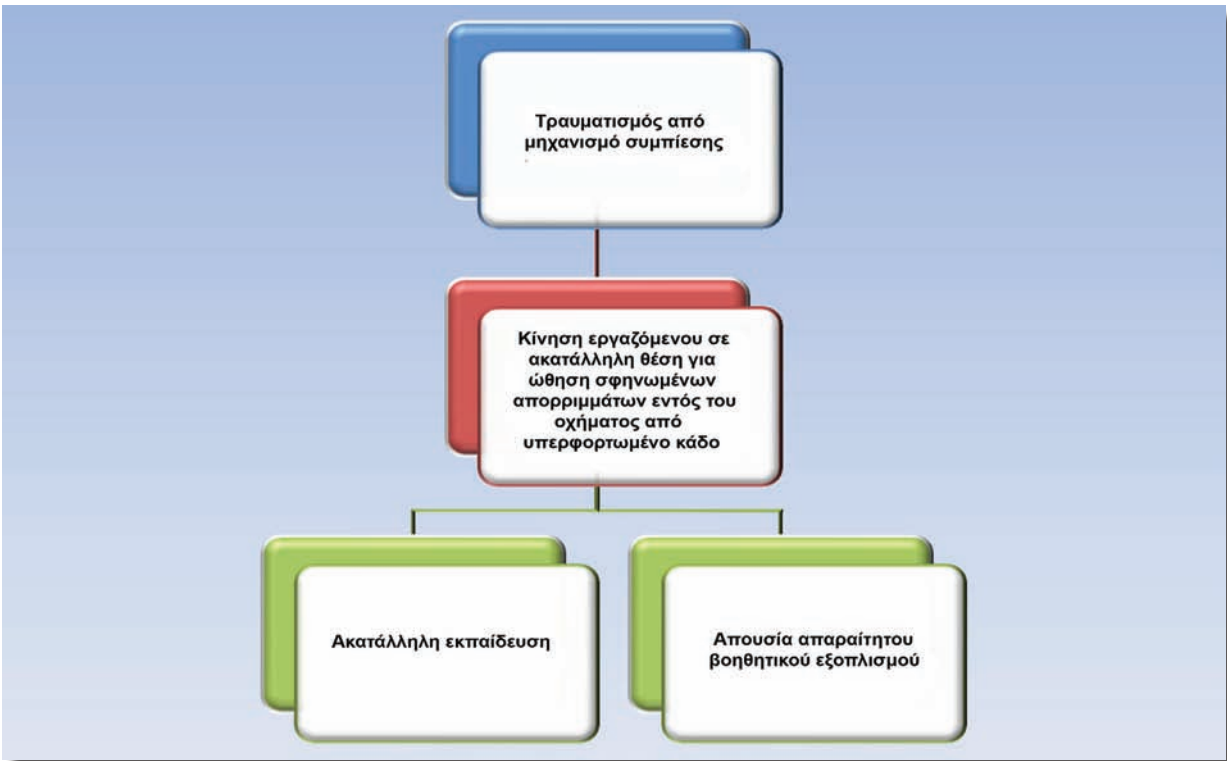 Τραυματισμός από
μηχανισμό συμπίεσης
Κίνηση εργαζόμενου σε
ακατάλληλη θέση για
ώθηση σφηνωμένων
απορριμμάτων εντός του
οχήματος από
υπερφορτωμένο κάδο
Ακατάλληλη εκπαίδευση
Απουσία απαραίτητου
βοηθητικού εξοπλισμού